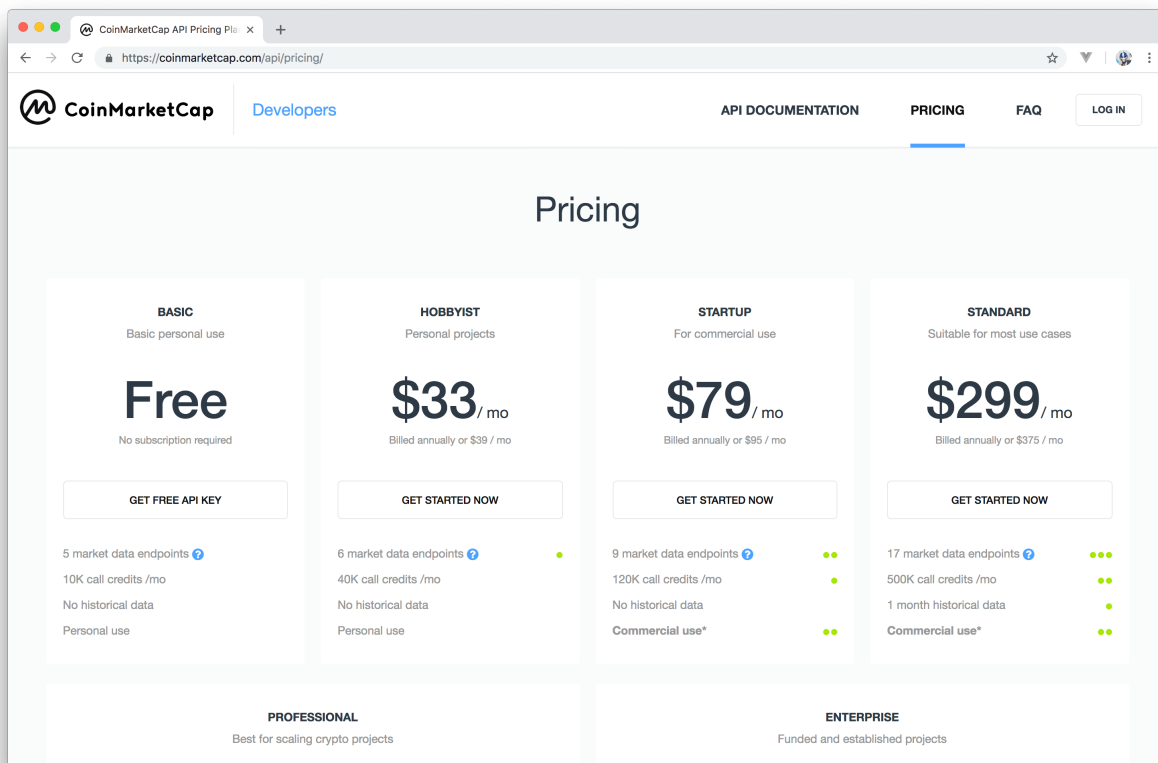 CoinMarketCap API Pricing Pla
https://coinmarketcap.com/api/pricing/
CoinMarketCap
Developers
API DOCUMENTATION
PRICING
FAQ
LOG IN
Pricing
BASIC
Basic personal use
Free
No subscription required
GET FREE API KEY
5 market data endpoints ?
10K call credits /mo
No historical data
Personal use
HOBBYIST
Personal projects
$33/ mo
Billed annually or $39 / mo
GET STARTED NOW
6 market data endpoints ?
40K call credits /mo
No historical data
Personal use
STARTUP
For commercial use
$79/ mo
Billed annually or $95 / mo
GET STARTED NOW
9 market data endpoints ?
120K call credits /mo
No historical data
Commercial use*
STANDARD
Suitable for most use cases
$299/ mo
Billed annually or $375 / mo
GET STARTED NOW
17 market data endpoints ?
500K call credits /mo
1 month historical data
Commercial use*
PROFESSIONAL
Best for scaling crypto projects
ENTERPRISE
Funded and established projects